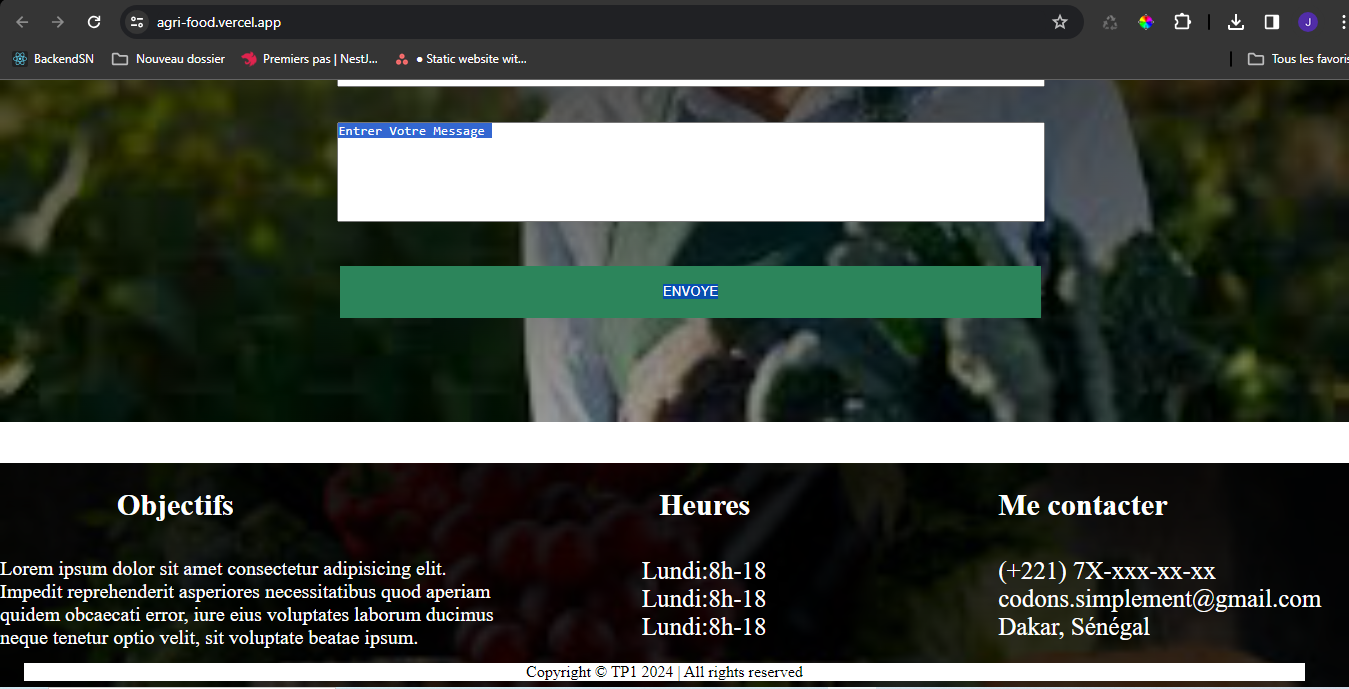 agri-food.vercel.app
J
BackendSN
Nouveau dossier
Premiers pas | NestJ...
● Static website wit...
Tous les favoris
Entrer Votre Message
ENVOYE
Objectifs
Heures
Me contacter
Lorem ipsum dolor sit amet consectetur adipisicing elit.
Impedit reprehenderit asperiores necessitatibus quod aperiam
quidem obcaecati error, iure eius voluptates laborum ducimus
neque tenetur optio velit, sit voluptate beatae ipsum.
Lundi:8h-18
Lundi:8h-18
Lundi:8h-18
(+221) 7X-xxx-xx-xx
codons.simplement@gmail.com
Dakar, Sénégal
Copyright © TP1 2024 | All rights reserved